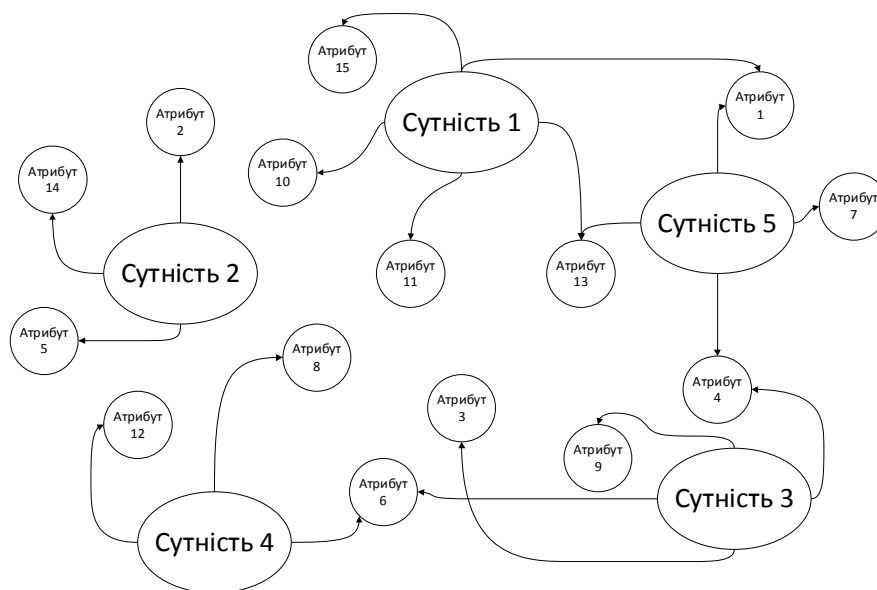 Атрибут
15
Атрибут
1
Сутність 1
Атрибут
2
Атрибут
10
Атрибут
14
Атрибут
7
Сутність 5
Сутність 2
Атрибут
11
Атрибут
13
Атрибут
5
Атрибут
8
Атрибут
4
Атрибут
3
Атрибут
12
Атрибут
9
Атрибут
6
Сутність 3
Сутність 4